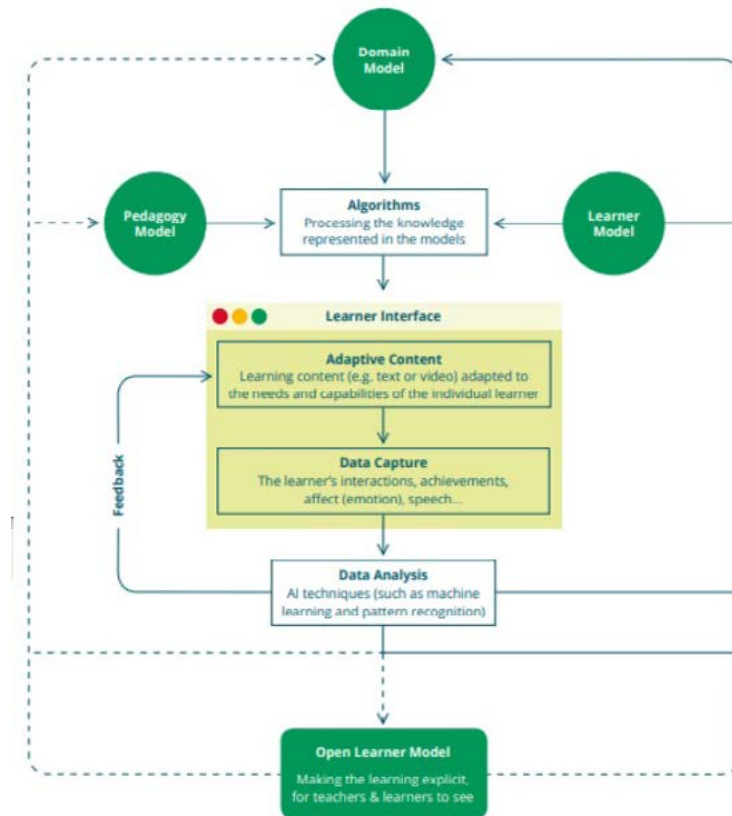 Domain
Model
Pedagogy
Model
Algorithms
Processing the knowledge
represented in the models
Learner
Model
Learner Interface
Adaptive Content
Learning content (e.g. text or video) adapted to
the needs and capabilities of the individual learner
Data Capture
The learner's interactions, achievements,
affect (emotion), speech...
Feedback
Data Analysis
AI techniques (such as machine
learning and pattern recognition)
Open Learner Model
Making the learning explicit,
for teachers & learners to see